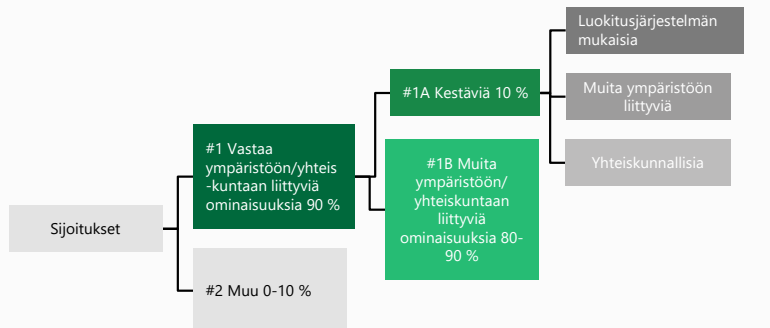 Sijoitukset
#1 Vastaa
ympäristöön/yhteis
-kuntaan liittyviä
ominaisuuksia 90 %
#2 Muu 0-10 %
#1A Kestäviä 10 %
#1B Muita
ympäristöön/
yhteiskuntaan
liittyviä
ominaisuuksia 80-
90 %
Luokitusjärjestelmän
mukaisia
Muita ympäristöön
liittyviä
Yhteiskunnallisia